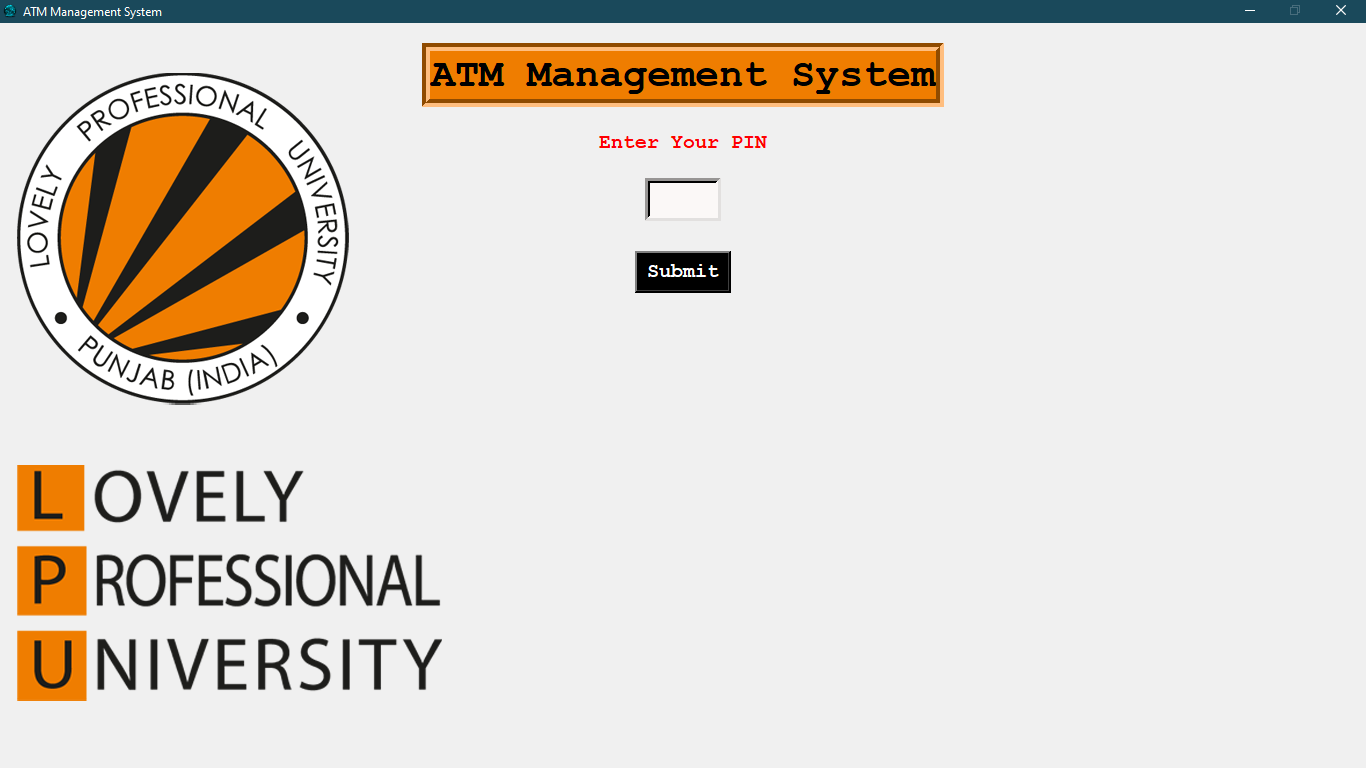 ATM Management System
ATM Management System
Enter Your PIN
Submit
LOVELY PROFESSIONAL UNIVERSITY
PUNJAB (INDIA)
LOVELY
PROFESSIONAL
UNIVERSITY